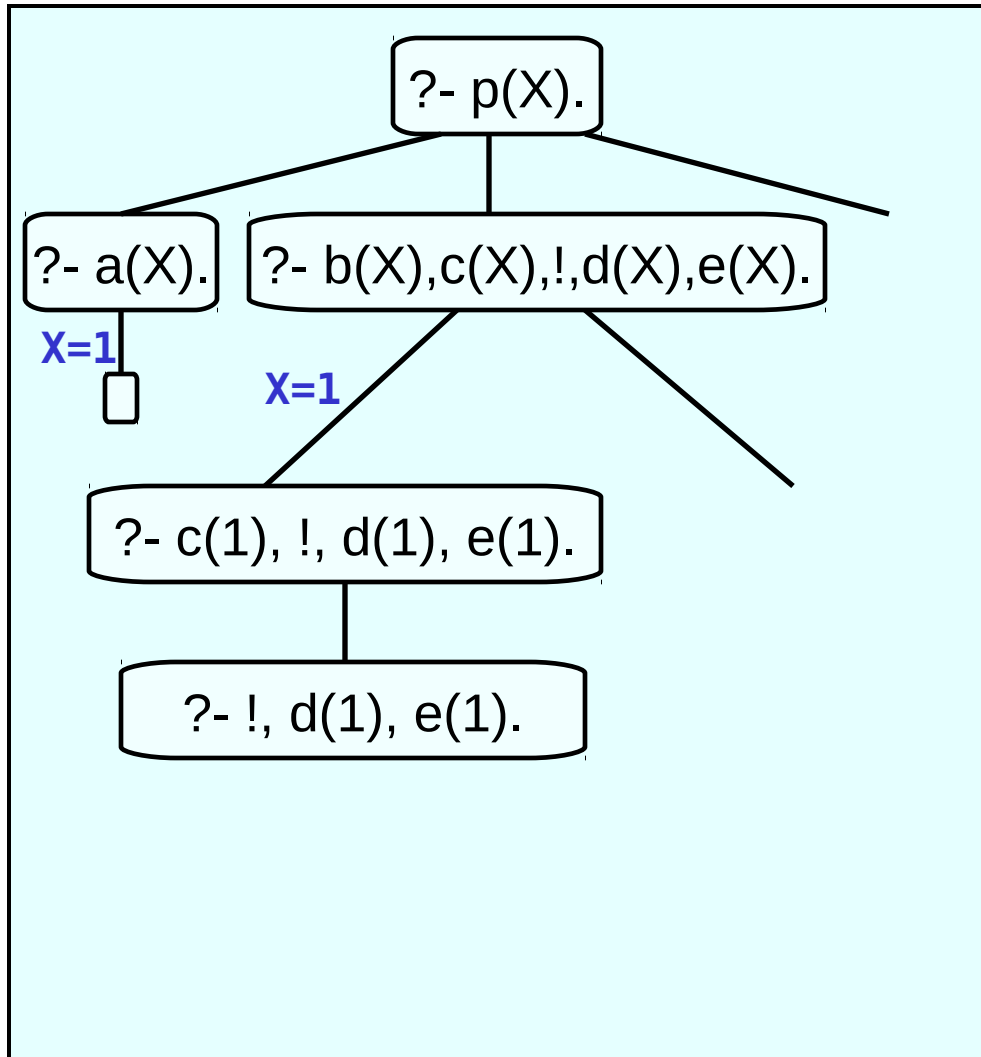 ?- p(X).
?- a(X).
?- b(X),c(X),!,d(X),e(X).
X=1
X=1
?- c(1), !, d(1), e(1).
?- !, d(1), e(1).